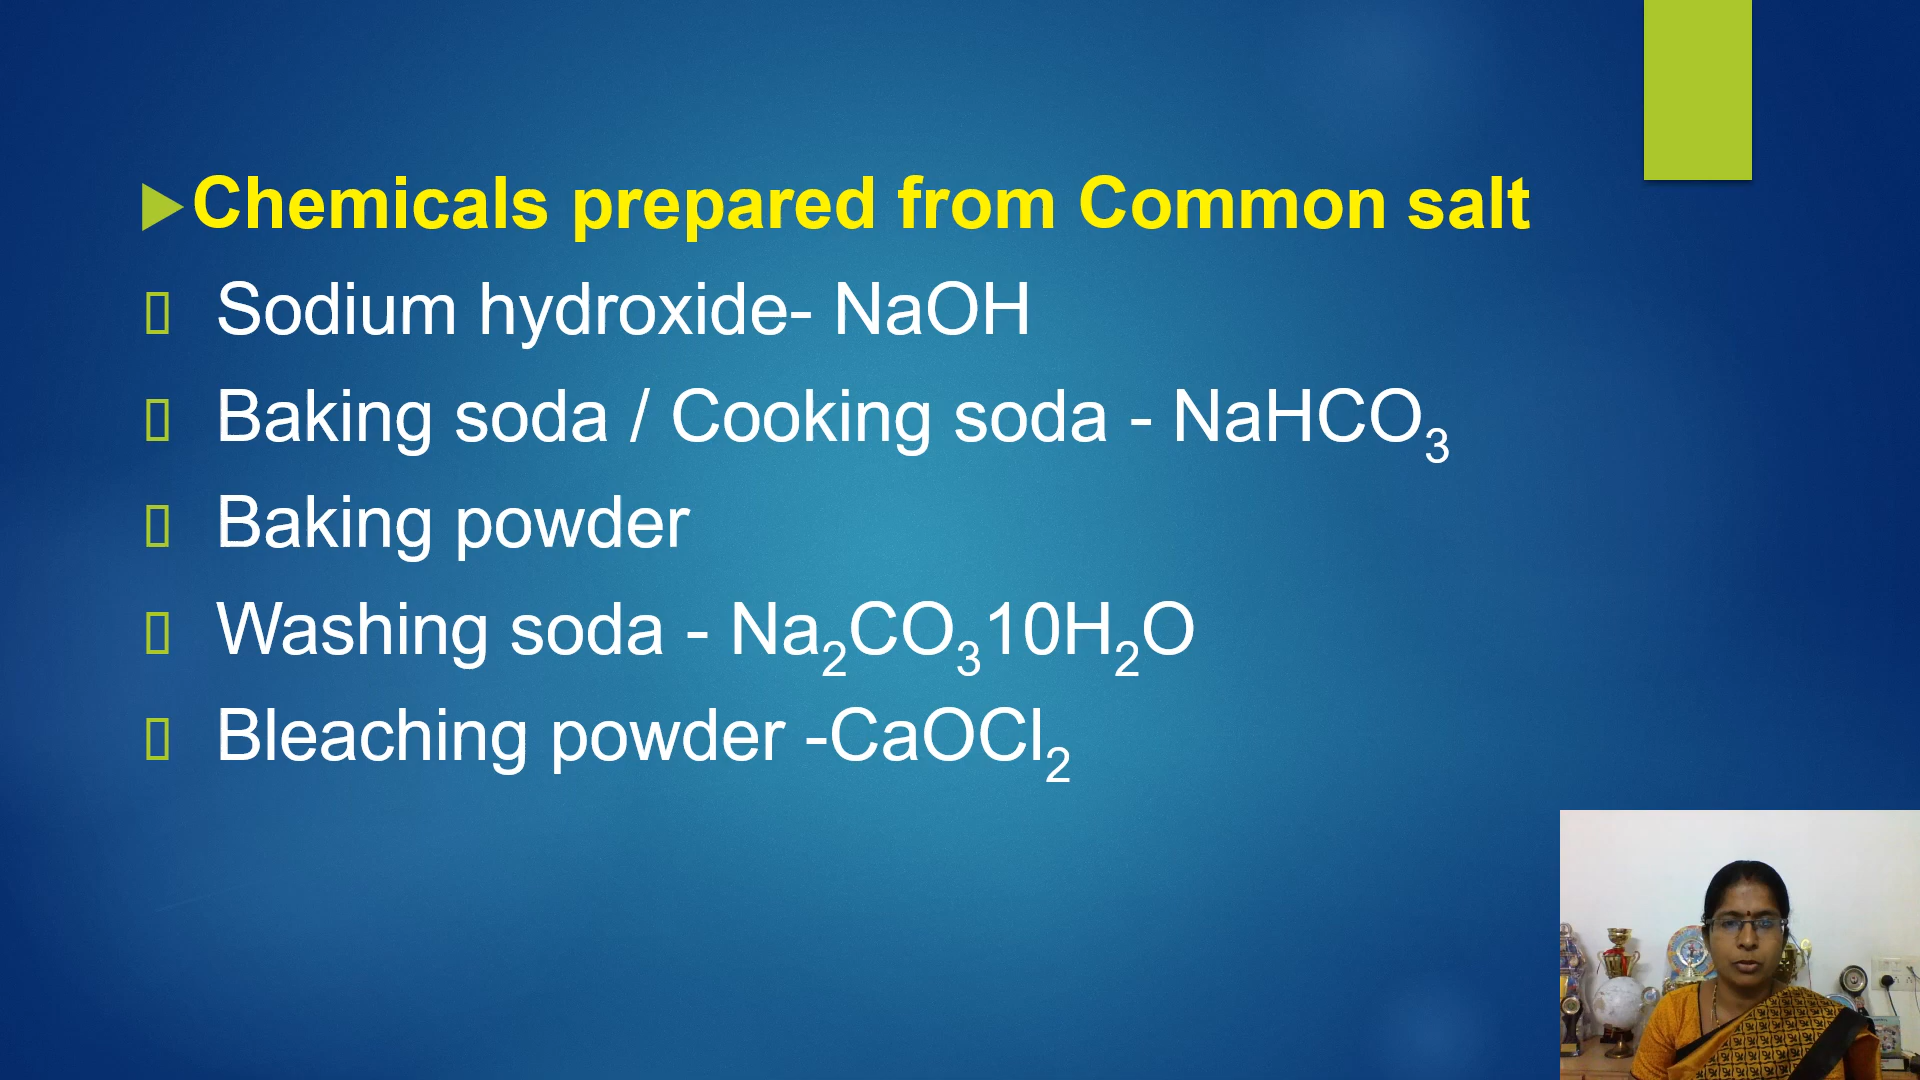 Chemicals prepared from Common salt
Sodium hydroxide- NaOH
Baking soda / Cooking soda - NaHCO₃
Baking powder
Washing soda - Na₂CO₃10H₂O
Bleaching powder -CaOCl₂